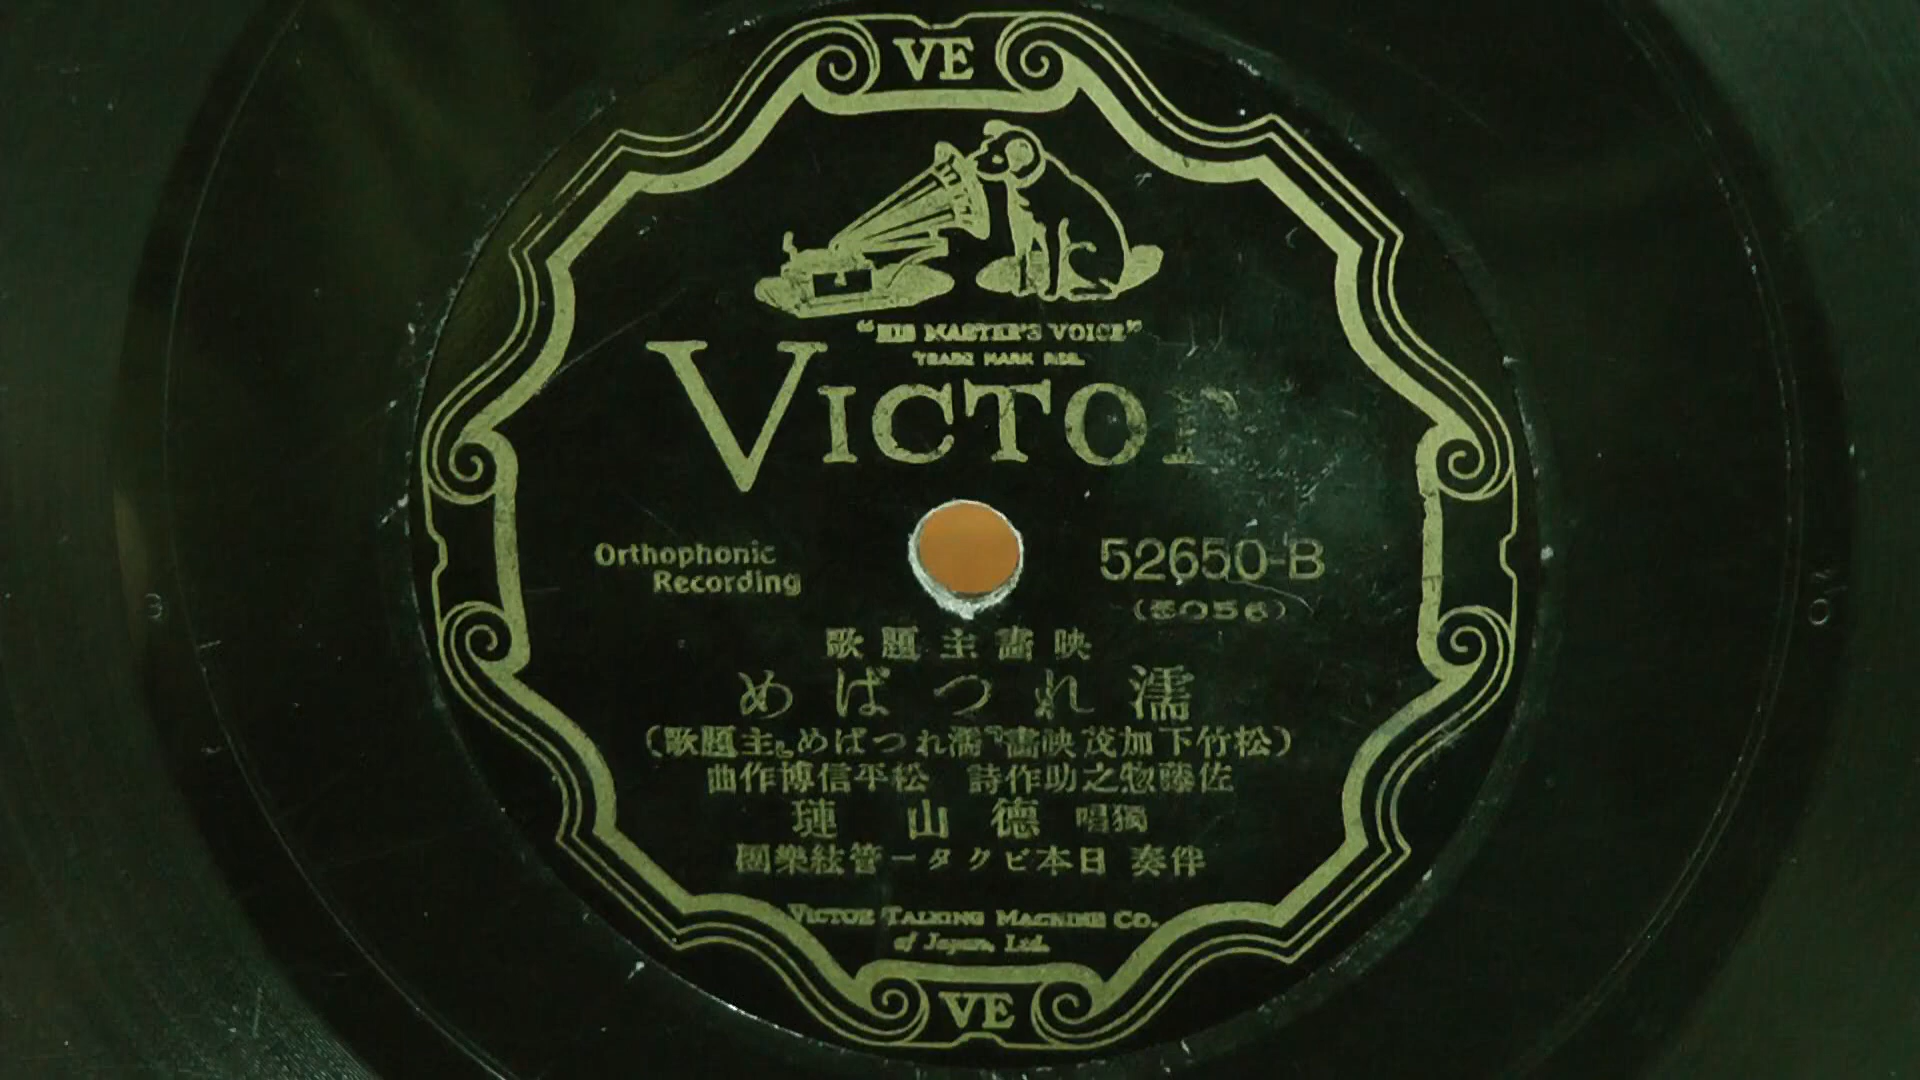 VE
"HIS MASTER'S VOICE"
TRADE MARK REG.
VICTOR
Orthophonic
Recording
52650-B
(5056)
映畫主題歌
濡れつばめ
(松竹下加茂映畫『濡れつばめ』主題歌)
佐藤惣之助作詩 松平信博作曲
獨唱 德山 璉
伴奏 日本ビクター管絃樂團
VICTOR TALKING MACHINE CO.
of Japan, Ltd.
VE